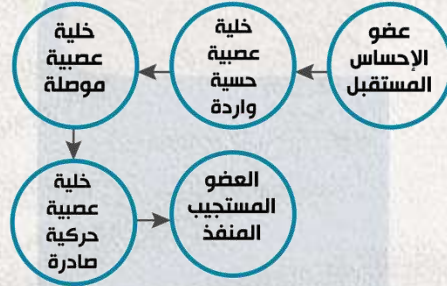 عضو
الإحساس
المستقبل
خلية
عصبية
حسية
واردة
خلية
عصبية
موصلة
خلية
عصبية
حركية
صادرة
العضو
المستجيب
المنفذ